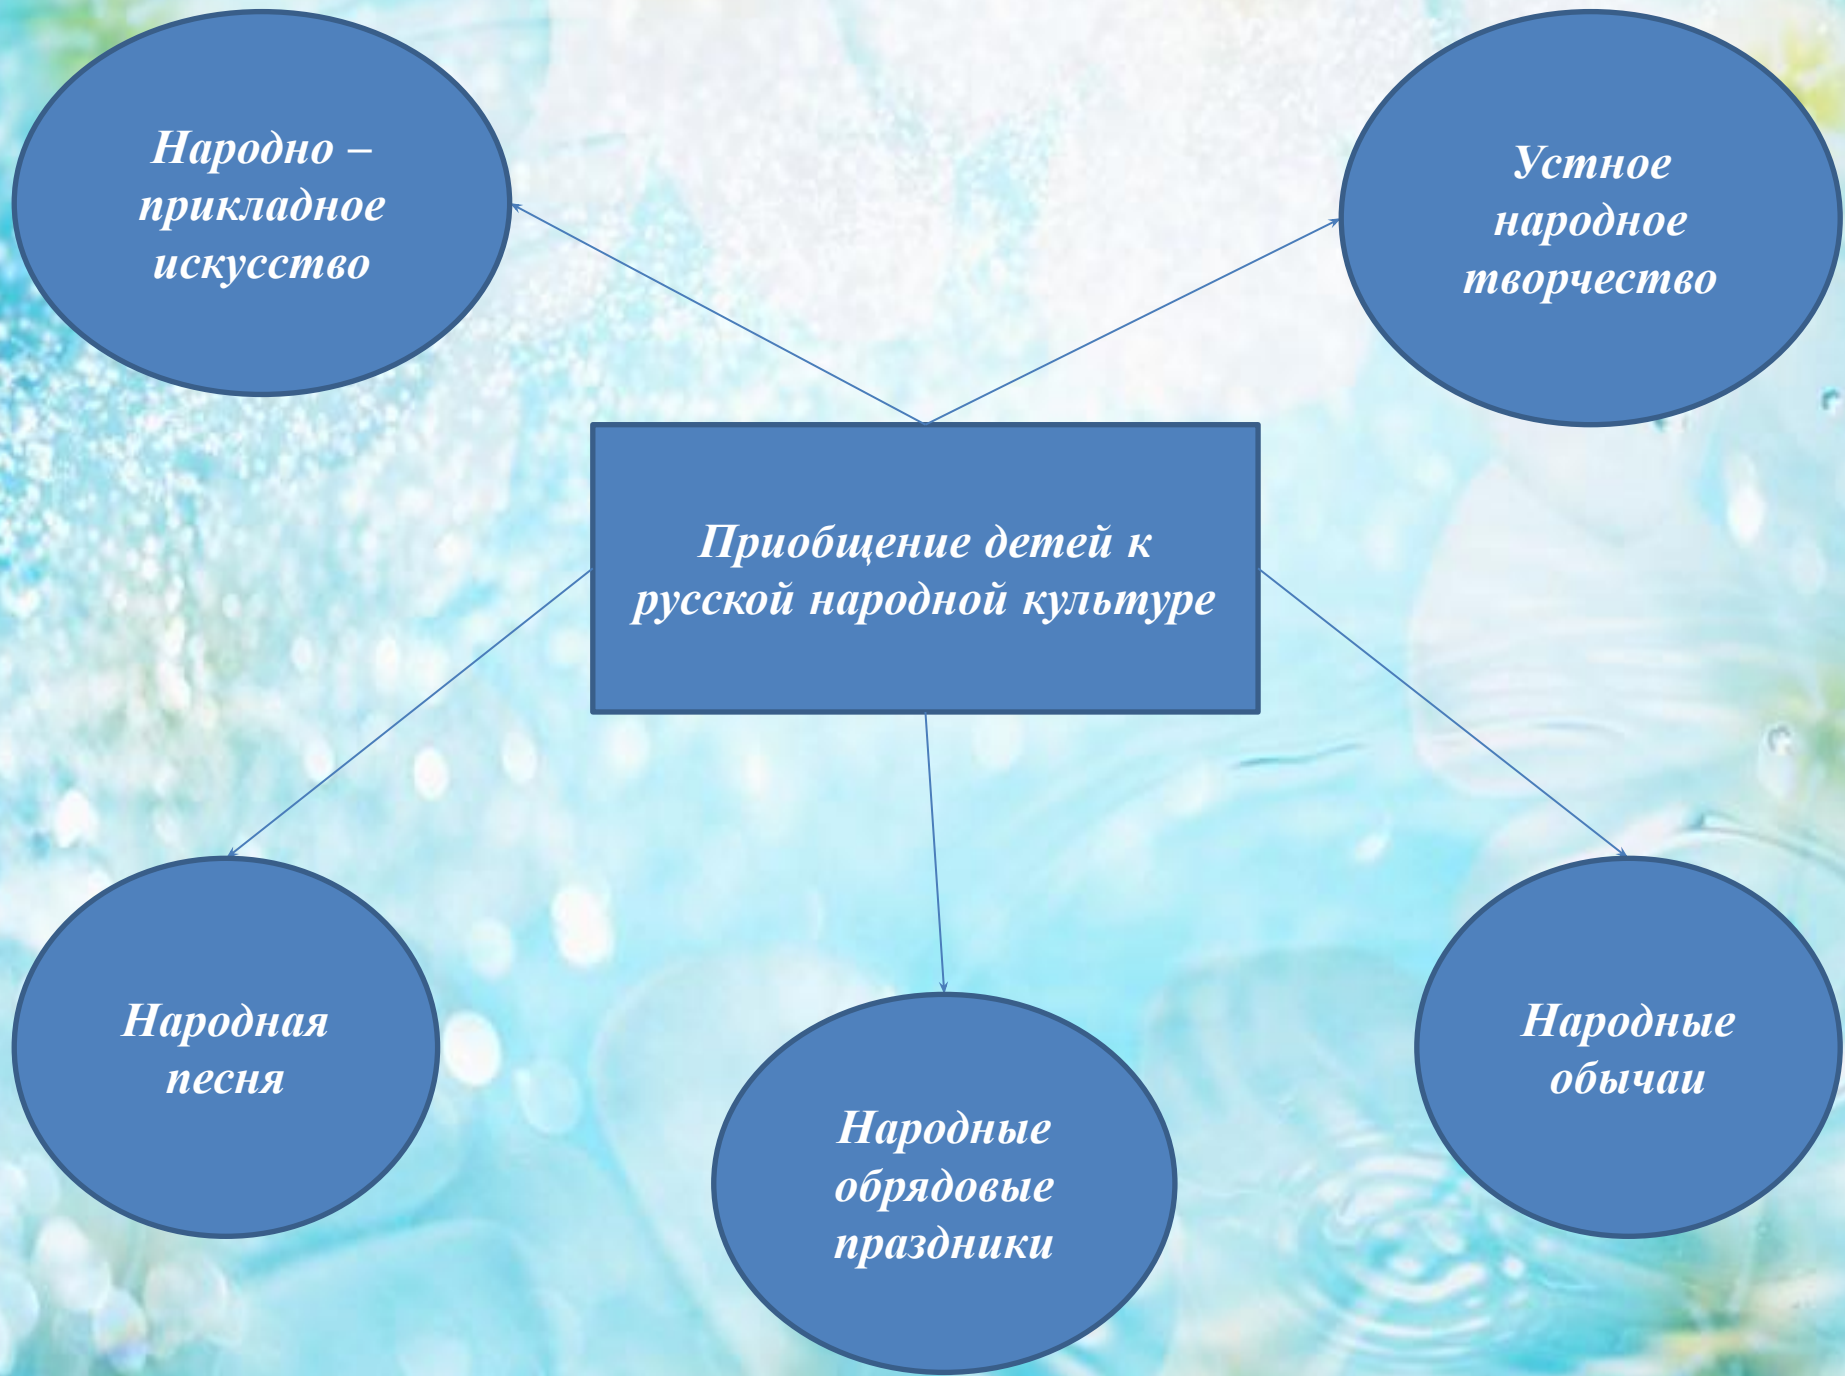 Народно –
прикладное
искусство
Устное
народное
творчество
Приобщение детей к
русской народной культуре
Народная
песня
Народные
обрядовые
праздники
Народные
обычаи